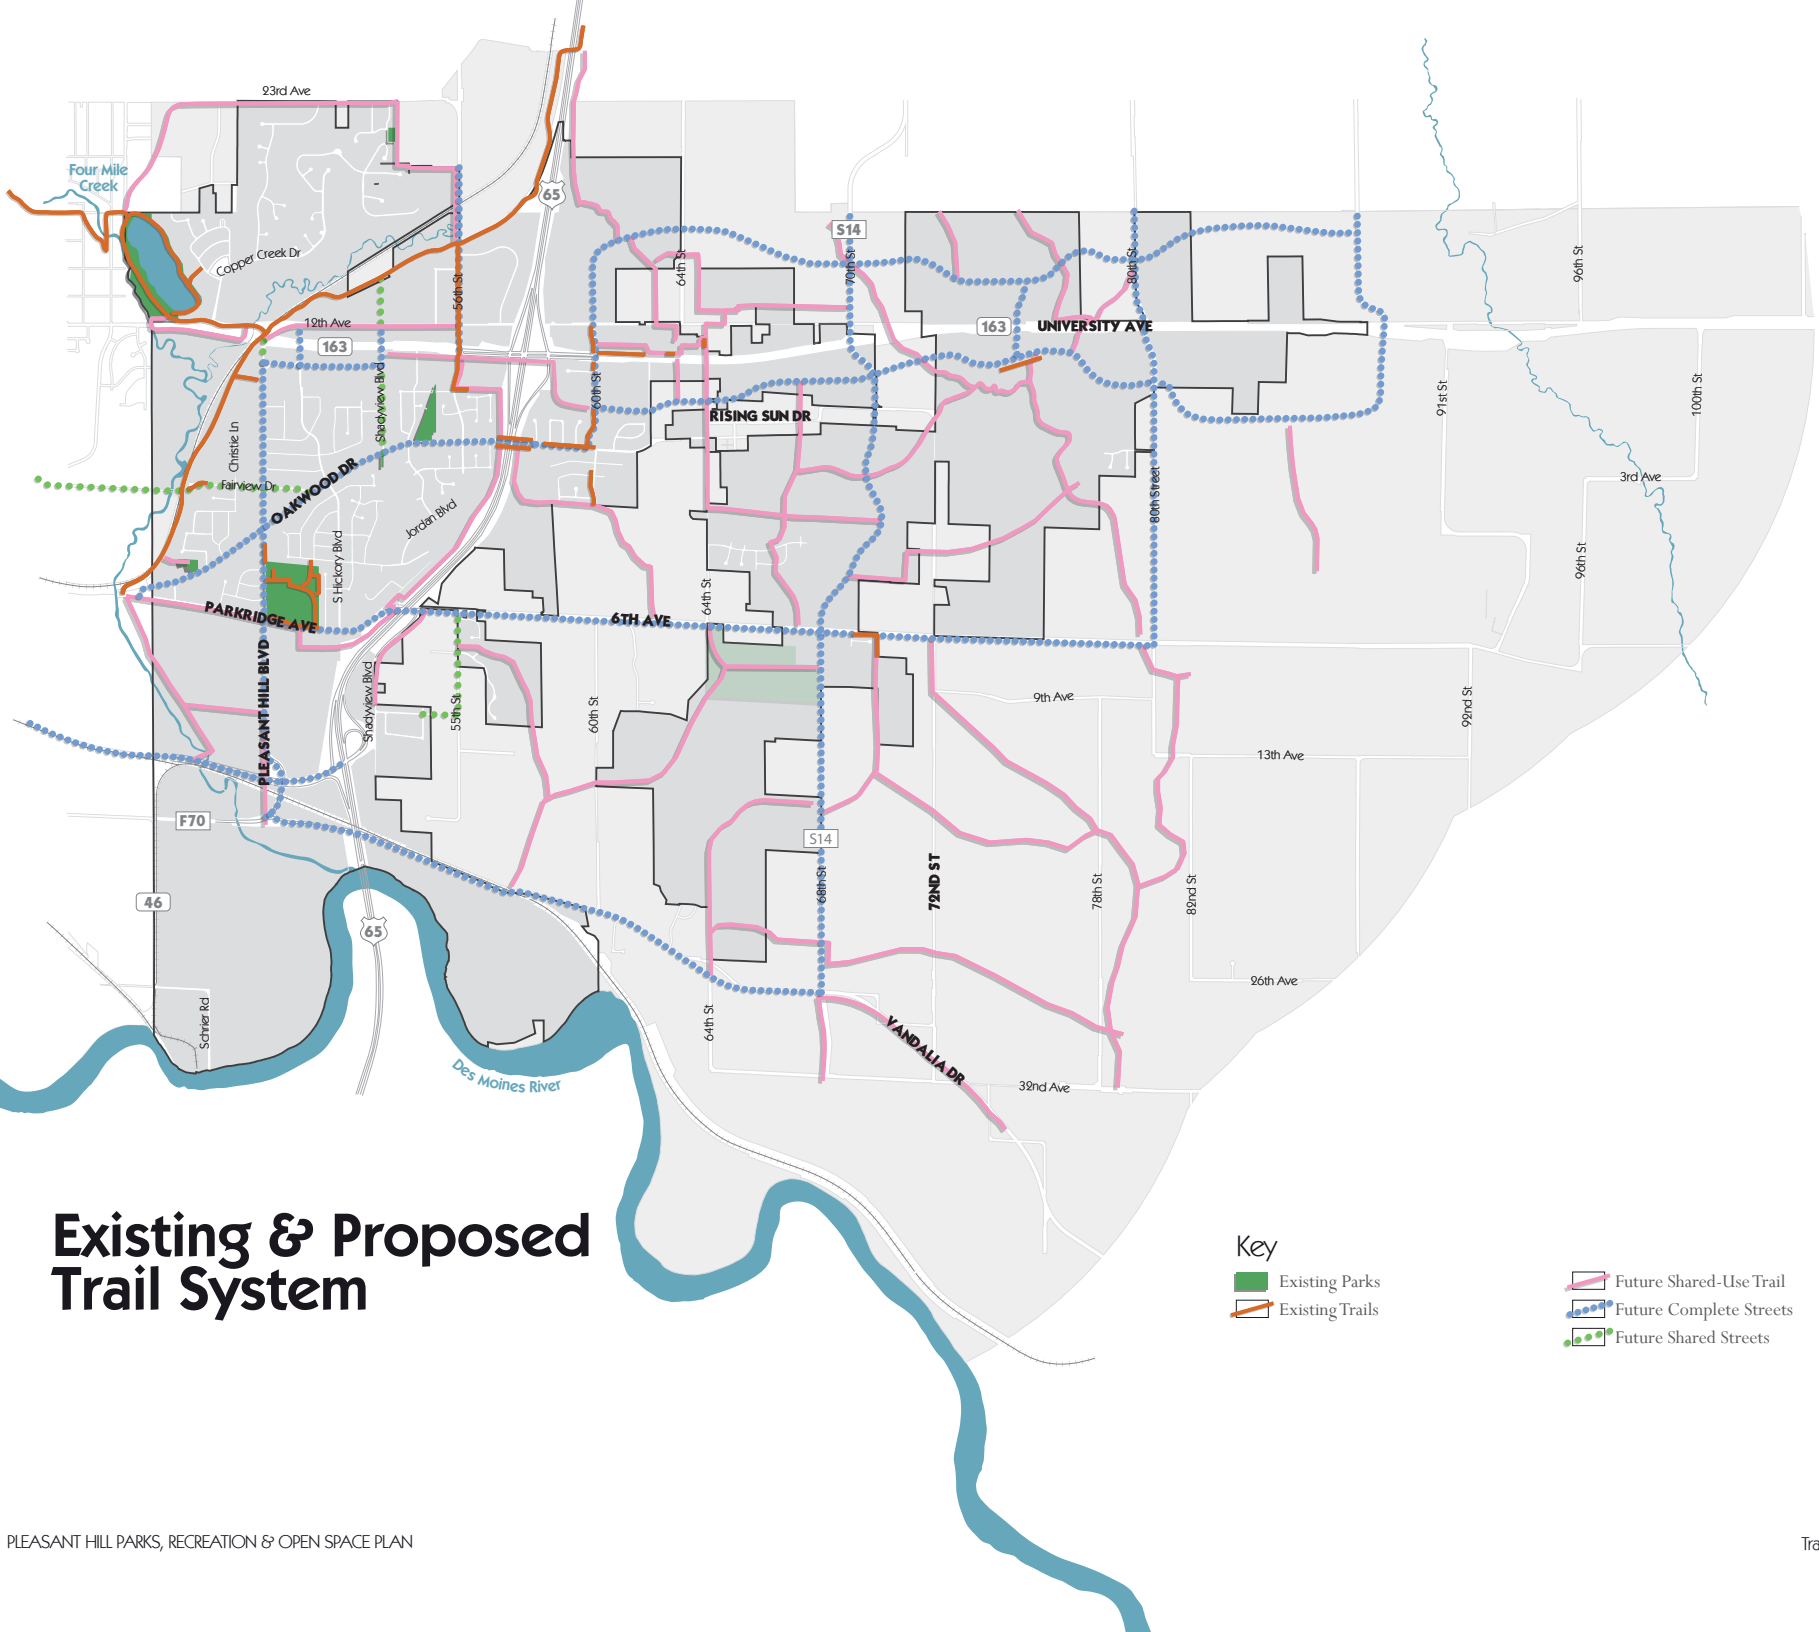 23rd Ave
Four Mile
Creek
65
S14
Copper Creek Dr
64th St
70th St
80th St
96th St
56th St
12th Ave
163
163
UNIVERSITY AVE
Shadyview Blvd
60th St
91st St
100th St
RISING SUN DR
Christie Ln
OAKWOOD DR
Fairview Dr
Jordan Blvd
80th Street
3rd Ave
S Hickory Blvd
64th St
96th St
PARKRIDGE AVE
6TH AVE
PLEASANT HILL BLVD
Shadyview Blvd
55th St
60th St
9th Ave
92nd St
13th Ave
F70
S14
68th St
72ND ST
78th St
82nd St
46
65
26th Ave
Schrier Rd
64th St
VANDALIA DR
Des Moines River
32nd Ave
Existing & Proposed
Trail System
Key
Existing Parks
Existing Trails
Future Shared-Use Trail
Future Complete Streets
Future Shared Streets
PLEASANT HILL PARKS, RECREATION & OPEN SPACE PLAN
Tra